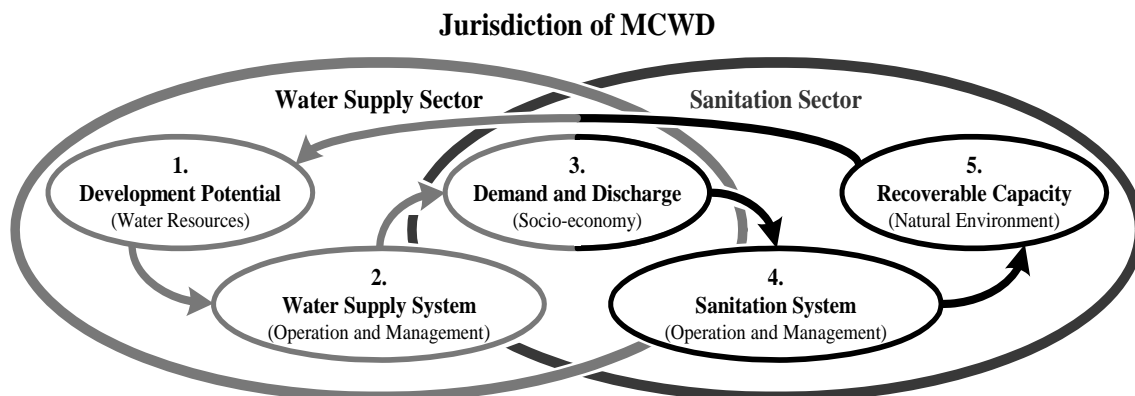 Jurisdiction of MCWD
Water Supply Sector
Sanitation Sector
1.
Development Potential
(Water Resources)
2.
Water Supply System
(Operation and Management)
3.
Demand and Discharge
(Socio-economy)
4.
Sanitation System
(Operation and Management)
5.
Recoverable Capacity
(Natural Environment)